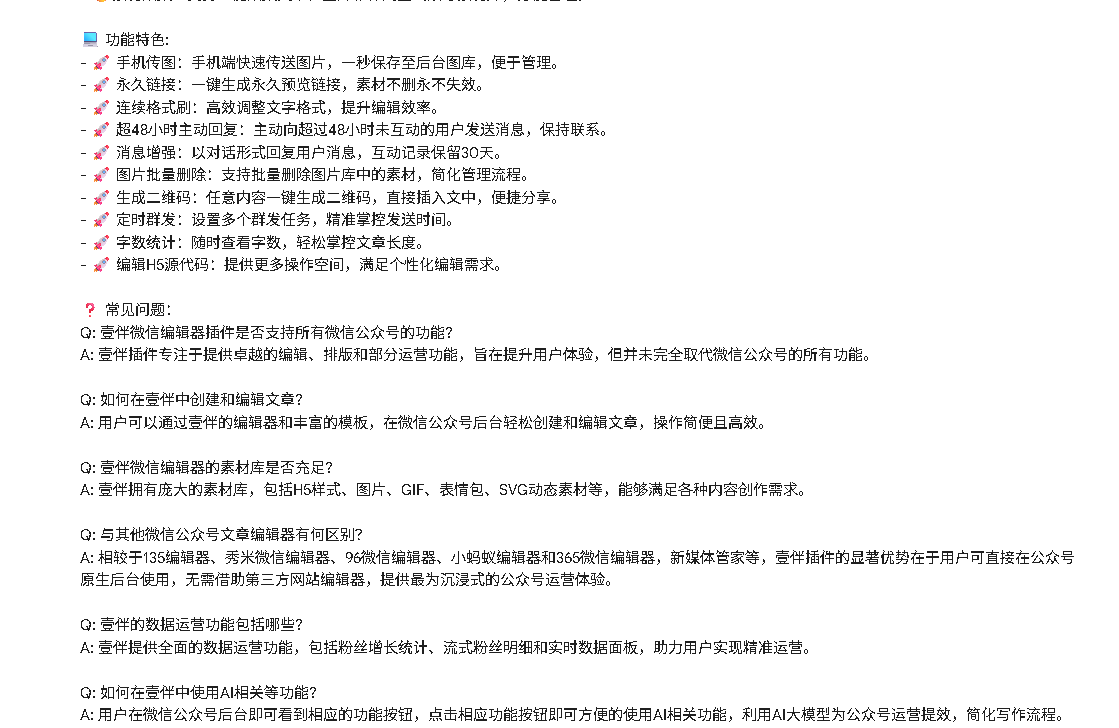 💻 功能特色:
- 🚀 手机传图：手机端快速传送图片，一秒保存至后台图库，便于管理。
- 🚀 永久链接：一键生成永久预览链接，素材不删永不失效。
- 🚀 连续格式刷：高效调整文字格式，提升编辑效率。
- 🚀 超48小时主动回复：主动向超过48小时未互动的用户发送消息，保持联系。
- 🚀 消息增强：以对话形式回复用户消息，互动记录保留30天。
- 🚀 图片批量删除：支持批量删除图片库中的素材，简化管理流程。
- 🚀 生成二维码：任意内容一键生成二维码，直接插入文中，便捷分享。
- 🚀 定时群发：设置多个群发任务，精准掌控发送时间。
- 🚀 字数统计：随时查看字数，轻松掌控文章长度。
- 🚀 编辑H5源代码：提供更多操作空间，满足个性化编辑需求。
❓ 常见问题：
Q: 壹伴微信编辑器插件是否支持所有微信公众号的功能？
A: 壹伴插件专注于提供卓越的编辑、排版和部分运营功能，旨在提升用户体验，但并未完全取代微信公众号的所有功能。
Q: 如何在壹伴中创建和编辑文章？
A: 用户可以通过壹伴的编辑器和丰富的模板，在微信公众号后台轻松创建和编辑文章，操作简便且高效。
Q: 壹伴微信编辑器的素材库是否充足？
A: 壹伴拥有庞大的素材库，包括H5样式、图片、GIF、表情包、SVG动态素材等，能够满足各种内容创作需求。
Q: 与其他微信公众号文章编辑器有何区别？
A: 相较于135编辑器、秀米微信编辑器、96微信编辑器、小蚂蚁编辑器和365微信编辑器，新媒体管家等，壹伴插件的显著优势在于用户可直接在公众号
原生后台使用，无需借助第三方网站编辑器，提供最为沉浸式的公众号运营体验。
Q: 壹伴的数据运营功能包括哪些？
A: 壹伴提供全面的数据运营功能，包括粉丝增长统计、流式粉丝明细和实时数据面板，助力用户实现精准运营。
Q: 如何在壹伴中使用AI相关等功能？
A: 用户在微信公众号后台即可看到相应的功能按钮，点击相应功能按钮即可方便的使用AI相关功能，利用AI大模型为公众号运营提效，简化写作流程。